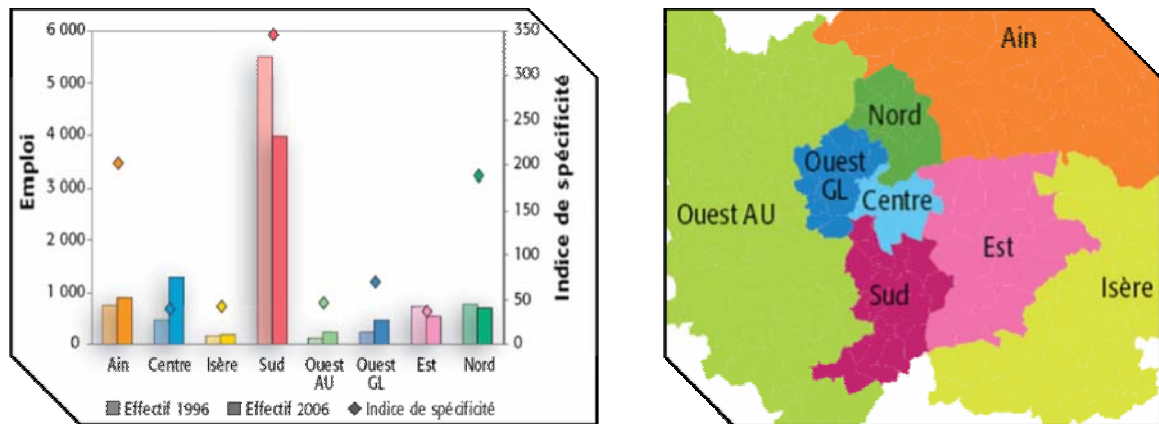 6 000
5 000
4 000
3 000
2 000
1 000
0
Emploi
350
300
250
200
150
100
50
0
Indice de spécificité
Ain
Centre
Isère
Sud
Ouest
AU
Ouest
GL
Est
Nord
Effectif 1996
Effectif 2006
Indice de spécificité
Ain
Nord
Ouest
GL
Centre
Ouest AU
Est
Sud
Isère